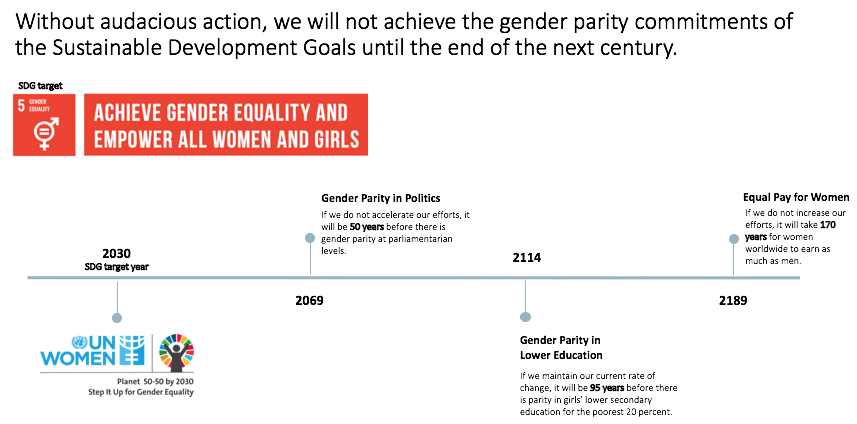 Without audacious action, we will not achieve the gender parity commitments of
the Sustainable Development Goals until the end of the next century.
SDG target
5 GENDER
EQUALITY
ACHIEVE GENDER EQUALITY AND
EMPOWER ALL WOMEN AND GIRLS
2030
SDG target year
UN
WOMEN
Planet 50-50 by 2030
Step It Up for Gender Equality
Gender Parity in Politics
If we do not accelerate our efforts, it
will be 50 years before there is
gender parity at parliamentarian
levels.
2069
2114
Gender Parity in
Lower Education
If we maintain our current rate of
change, it will be 95 years before there
is parity in girls' lower secondary
education for the poorest 20 percent.
Equal Pay for Women
If we do not increase our
efforts, it will take 170
years for women
worldwide to earn as
much as men.
2189